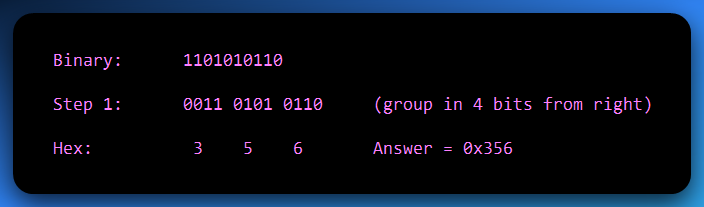 Binary: 1101010110
Step 1: 0011 0101 0110 (group in 4 bits from right)
Hex: 3 5 6 Answer = 0x356